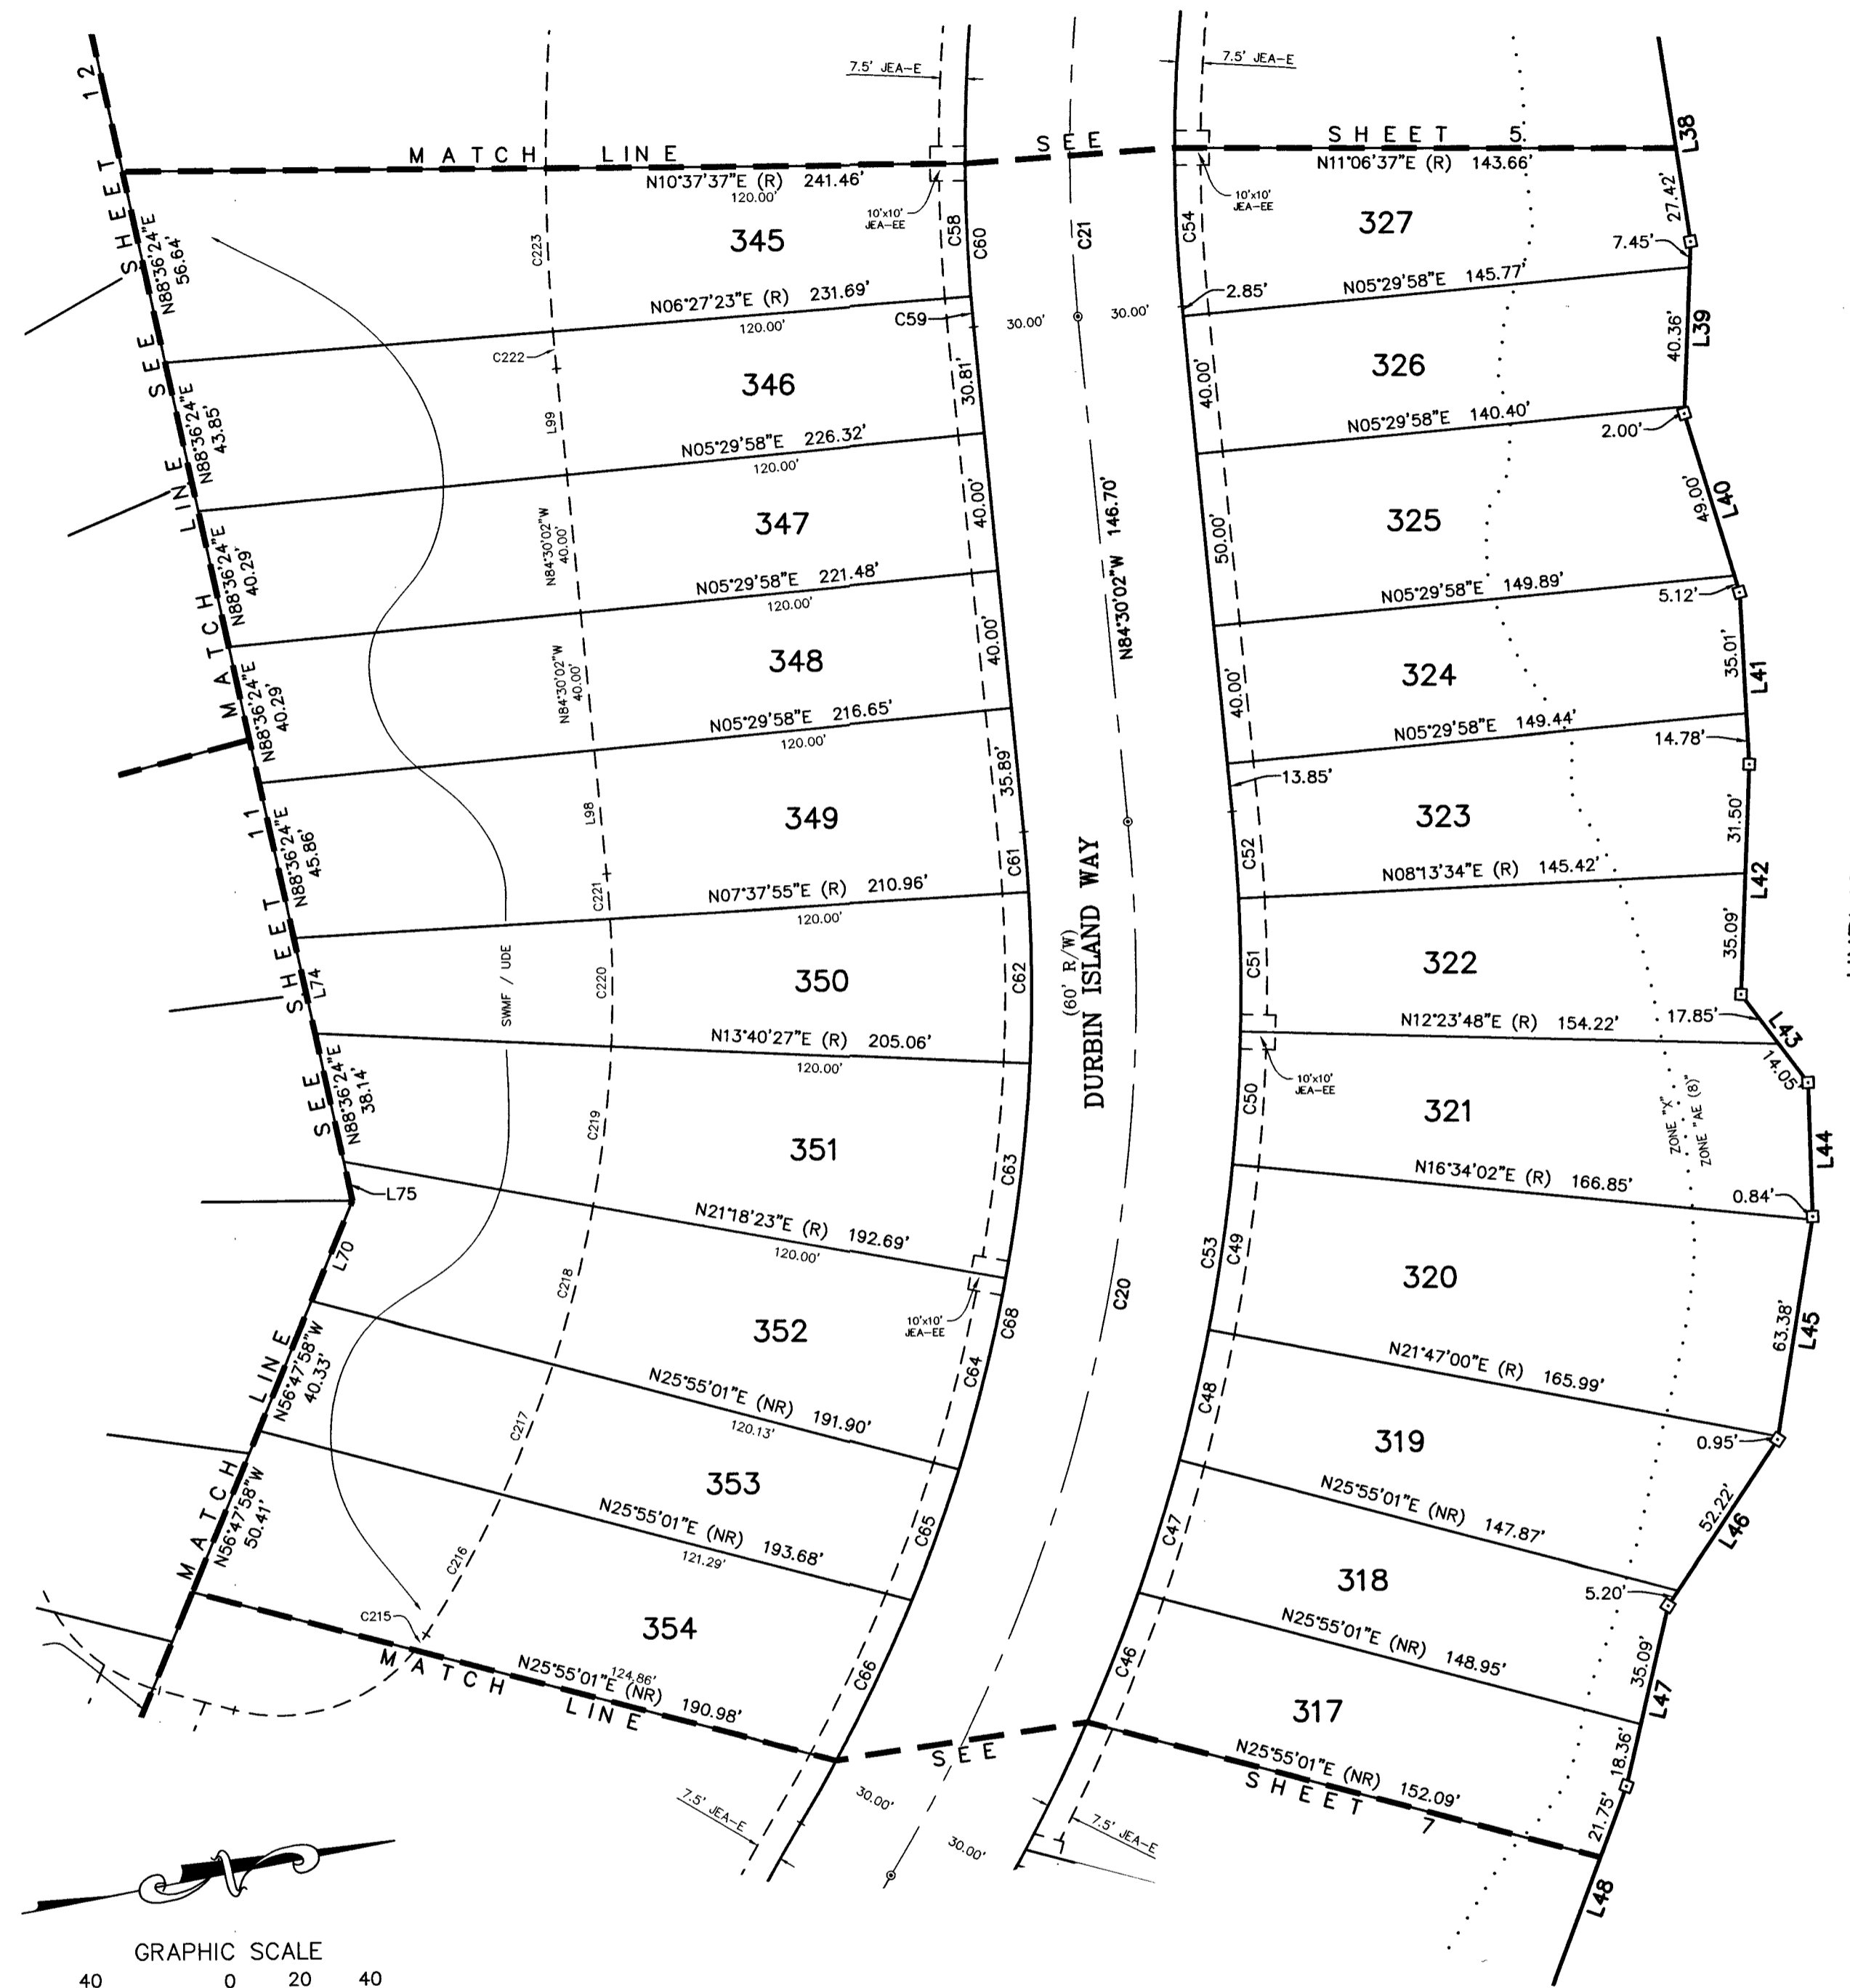 7.5' JEA-E
7.5' JEA-E
SEE SHEET 12
MATCH LINE
SEE
SHEET 5
L38
N10°37'37"E (R) 241.46'
120.00'
N11°06'37"E (R) 143.66'
10'x10'
JEA-EE
10'x10'
JEA-EE
N88°36'24"E
56.64'
C223
345
C58
C60
C21
C54
327
27.42'
7.45'
N06°27'23"E (R) 231.69'
120.00'
C59
30.00'
30.00'
2.85'
N05°29'58"E 145.77'
C222
346
30.81'
40.00'
326
40.36'
L39
N88°36'24"E
43.85'
L99
N05°29'58"E 226.32'
120.00'
N05°29'58"E 140.40'
2.00'
MATCH LINE
N88°36'24"E
40.29'
N84°30'02"W
40.00'
347
40.00'
N84°30'02"W 146.70'
50.00'
325
49.00'
L40
N05°29'58"E 221.48'
120.00'
N05°29'58"E 149.89'
5.12'
N88°36'24"E
40.29'
N84°30'02"W
40.00'
348
40.00'
40.00'
324
35.01'
L41
N05°29'58"E 216.65'
120.00'
N05°29'58"E 149.44'
14.78'
SEE SHEET 11
N88°36'24"E
45.86'
L98
349
35.89'
13.85'
323
31.50'
C221
C61
C52
L42
N07°37'55"E (R) 210.96'
120.00'
N08°13'34"E (R) 145.42'
L74
SWMF / UDE
C220
350
C62
DURBIN ISLAND WAY
(60' R/W)
C51
322
35.09'
N13°40'27"E (R) 205.06'
120.00'
N12°23'48"E (R) 154.22'
17.85'
L43
14.05'
N88°36'24"E
38.14'
C219
351
C63
C50
10'x10'
JEA-EE
321
ZONE "X"
ZONE "AE (8)"
L44
L75
N21°18'23"E (R) 192.69'
120.00'
N16°34'02"E (R) 166.85'
0.84'
L70
C218
352
10'x10'
JEA-EE
C68
C64
C20
C53
C49
320
63.38'
L45
MATCH LINE
N56°47'58"W
40.33'
N25°55'01"E (NR) 191.90'
120.13'
N21°47'00"E (R) 165.99'
0.95'
C217
353
C65
C48
319
52.22'
L46
N56°47'58"W
50.41'
N25°55'01"E (NR) 193.68'
121.29'
N25°55'01"E (NR) 147.87'
5.20'
C216
C215
354
C66
C47
318
35.09'
L47
N25°55'01"E (NR) 148.95'
124.86'
N25°55'01"E (NR) 190.98'
MATCH LINE
SEE
C46
317
18.36'
N25°55'01"E (NR) 152.09'
SHEET 7
21.75'
L48
7.5' JEA-E
30.00'
30.00'
7.5' JEA-E
GRAPHIC SCALE
40 0 20 40